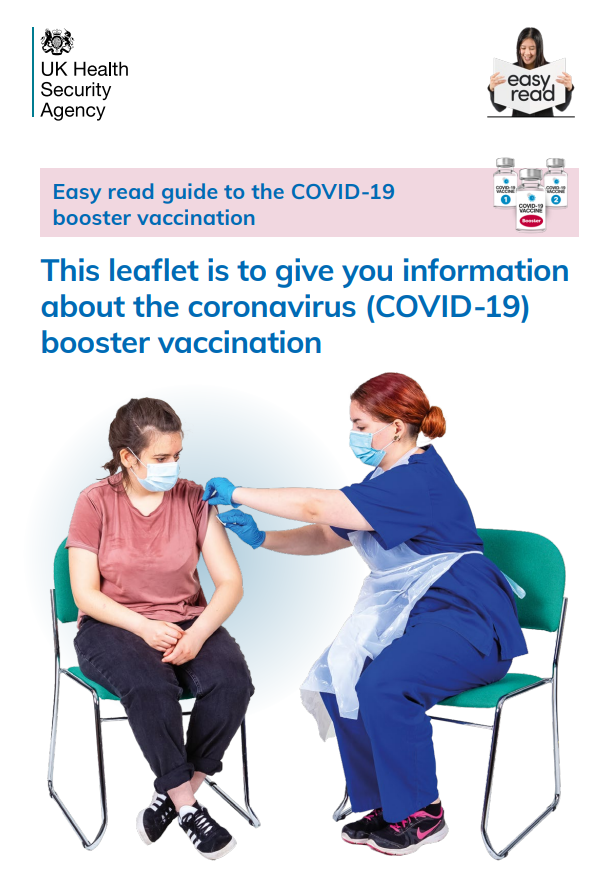 UK Health
Security
Agency
easy
read
Easy read guide to the COVID-19
booster vaccination
COVID-19
VACCINE
1
COVID-19
VACCINE
Booster
COVID-19
VACCINE
2
This leaflet is to give you information
about the coronavirus (COVID-19)
booster vaccination